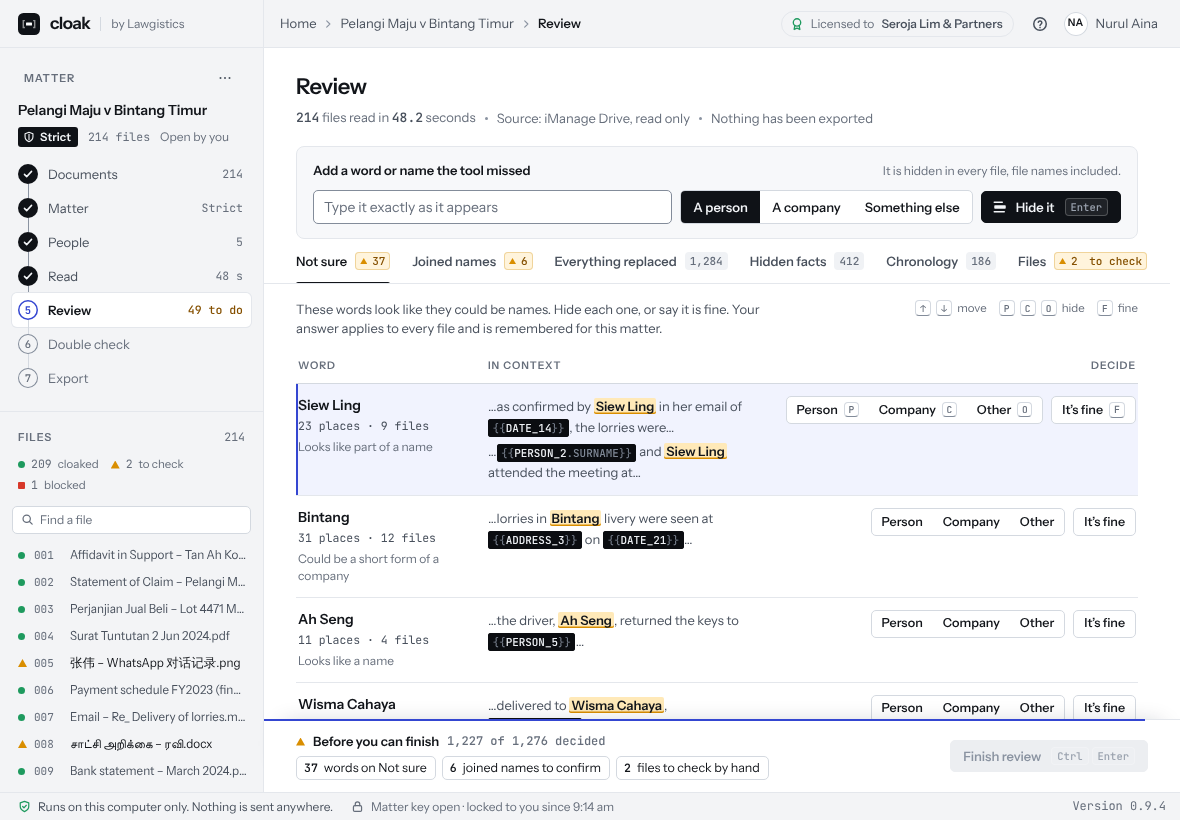 cloak by Lawgistics
Home > Pelangi Maju v Bintang Timur > Review
Licensed to Seroja Lim & Partners
NA Nurul Aina
MATTER ...
Pelangi Maju v Bintang Timur
Strict 214 files Open by you
Documents 214
Matter Strict
People 5
Read 48 s
5 Review 49 to do
6 Double check
7 Export
FILES 214
209 cloaked 2 to check
1 blocked
Find a file
001 Affidavit in Support – Tan Ah Ko...
002 Statement of Claim – Pelangi M...
003 Perjanjian Jual Beli – Lot 4471 M...
004 Surat Tuntutan 2 Jun 2024.pdf
005 张伟 – WhatsApp 对话记录.png
006 Payment schedule FY2023 (fin...
007 Email – Re_ Delivery of lorries.m...
008 சாட்சி அறிக்கை – ரவி.docx
009 Bank statement – March 2024.p...
Review
214 files read in 48.2 seconds • Source: iManage Drive, read only • Nothing has been exported
Add a word or name the tool missed
It is hidden in every file, file names included.
Type it exactly as it appears
A person A company Something else
Hide it Enter
Not sure 37 Joined names 6 Everything replaced 1,284 Hidden facts 412 Chronology 186 Files 2 to check
These words look like they could be names. Hide each one, or say it is fine. Your
answer applies to every file and is remembered for this matter.
↑ ↓ move P C O hide F fine
WORD IN CONTEXT DECIDE
Siew Ling
23 places · 9 files
Looks like part of a name
...as confirmed by Siew Ling in her email of
{{DATE_14}}, the lorries were...
...{{PERSON_2.SURNAME}} and Siew Ling
attended the meeting at...
Person P Company C Other O It's fine F
Bintang
31 places · 12 files
Could be a short form of a
company
...lorries in Bintang livery were seen at
{{ADDRESS_3}} on {{DATE_21}}...
Person Company Other It's fine
Ah Seng
11 places · 4 files
Looks like a name
...the driver, Ah Seng, returned the keys to
{{PERSON_5}}...
Person Company Other It's fine
Wisma Cahaya
...delivered to Wisma Cahaya,
Person Company Other It's fine
Before you can finish 1,227 of 1,276 decided
37 words on Not sure 6 joined names to confirm 2 files to check by hand
Finish review Ctrl Enter
Runs on this computer only. Nothing is sent anywhere. Matter key open · locked to you since 9:14 am
Version 0.9.4